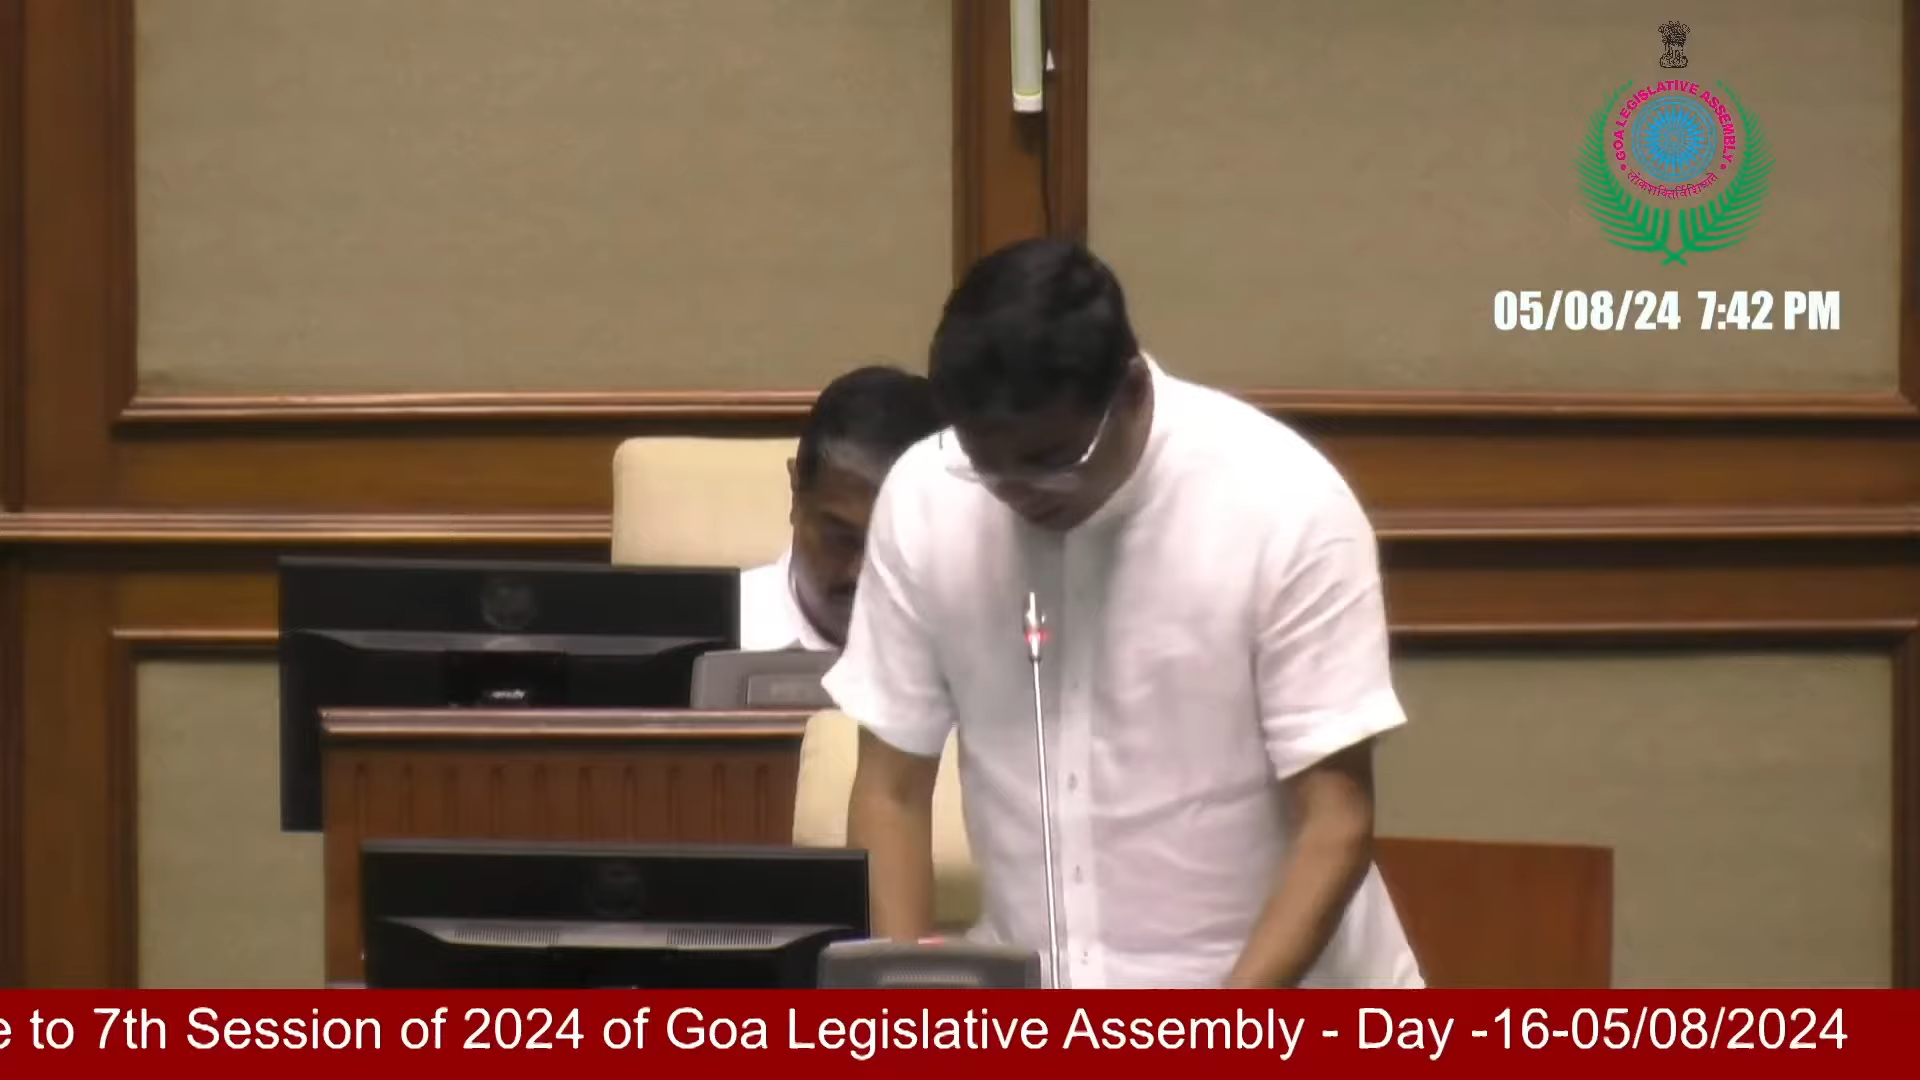 GOA LEGISLATIVE ASSEMBLY
05/08/24 7:42 PM
e to 7th Session of 2024 of Goa Legislative Assembly - Day -16-05/08/2024